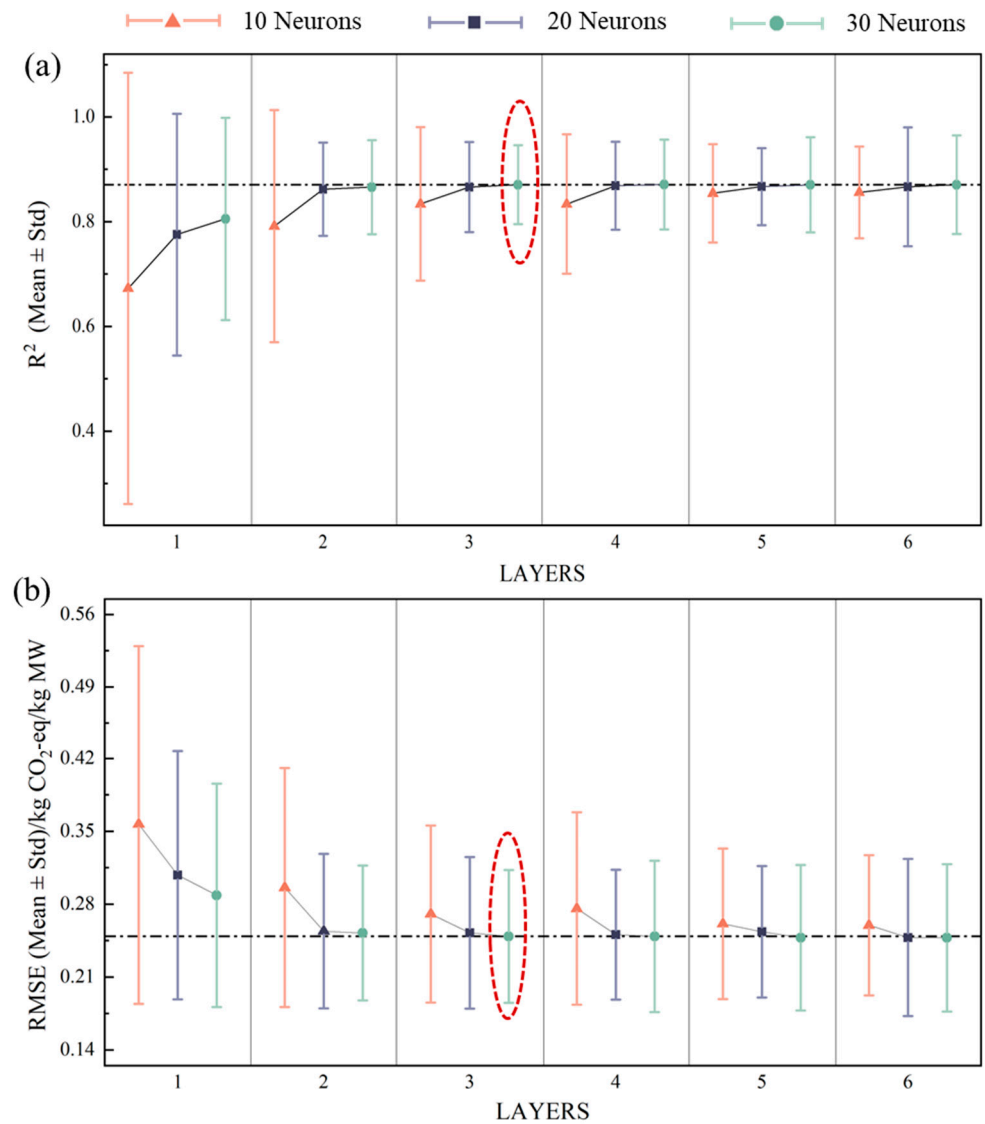 10 Neurons 20 Neurons 30 Neurons
(a)
R² (Mean ± Std)
1.0
0.8
0.6
0.4
1 2 3 4 5 6
LAYERS
(b)
RMSE (Mean ± Std)/kg CO₂-eq/kg MW
0.56
0.49
0.42
0.35
0.28
0.21
0.14
1 2 3 4 5 6
LAYERS